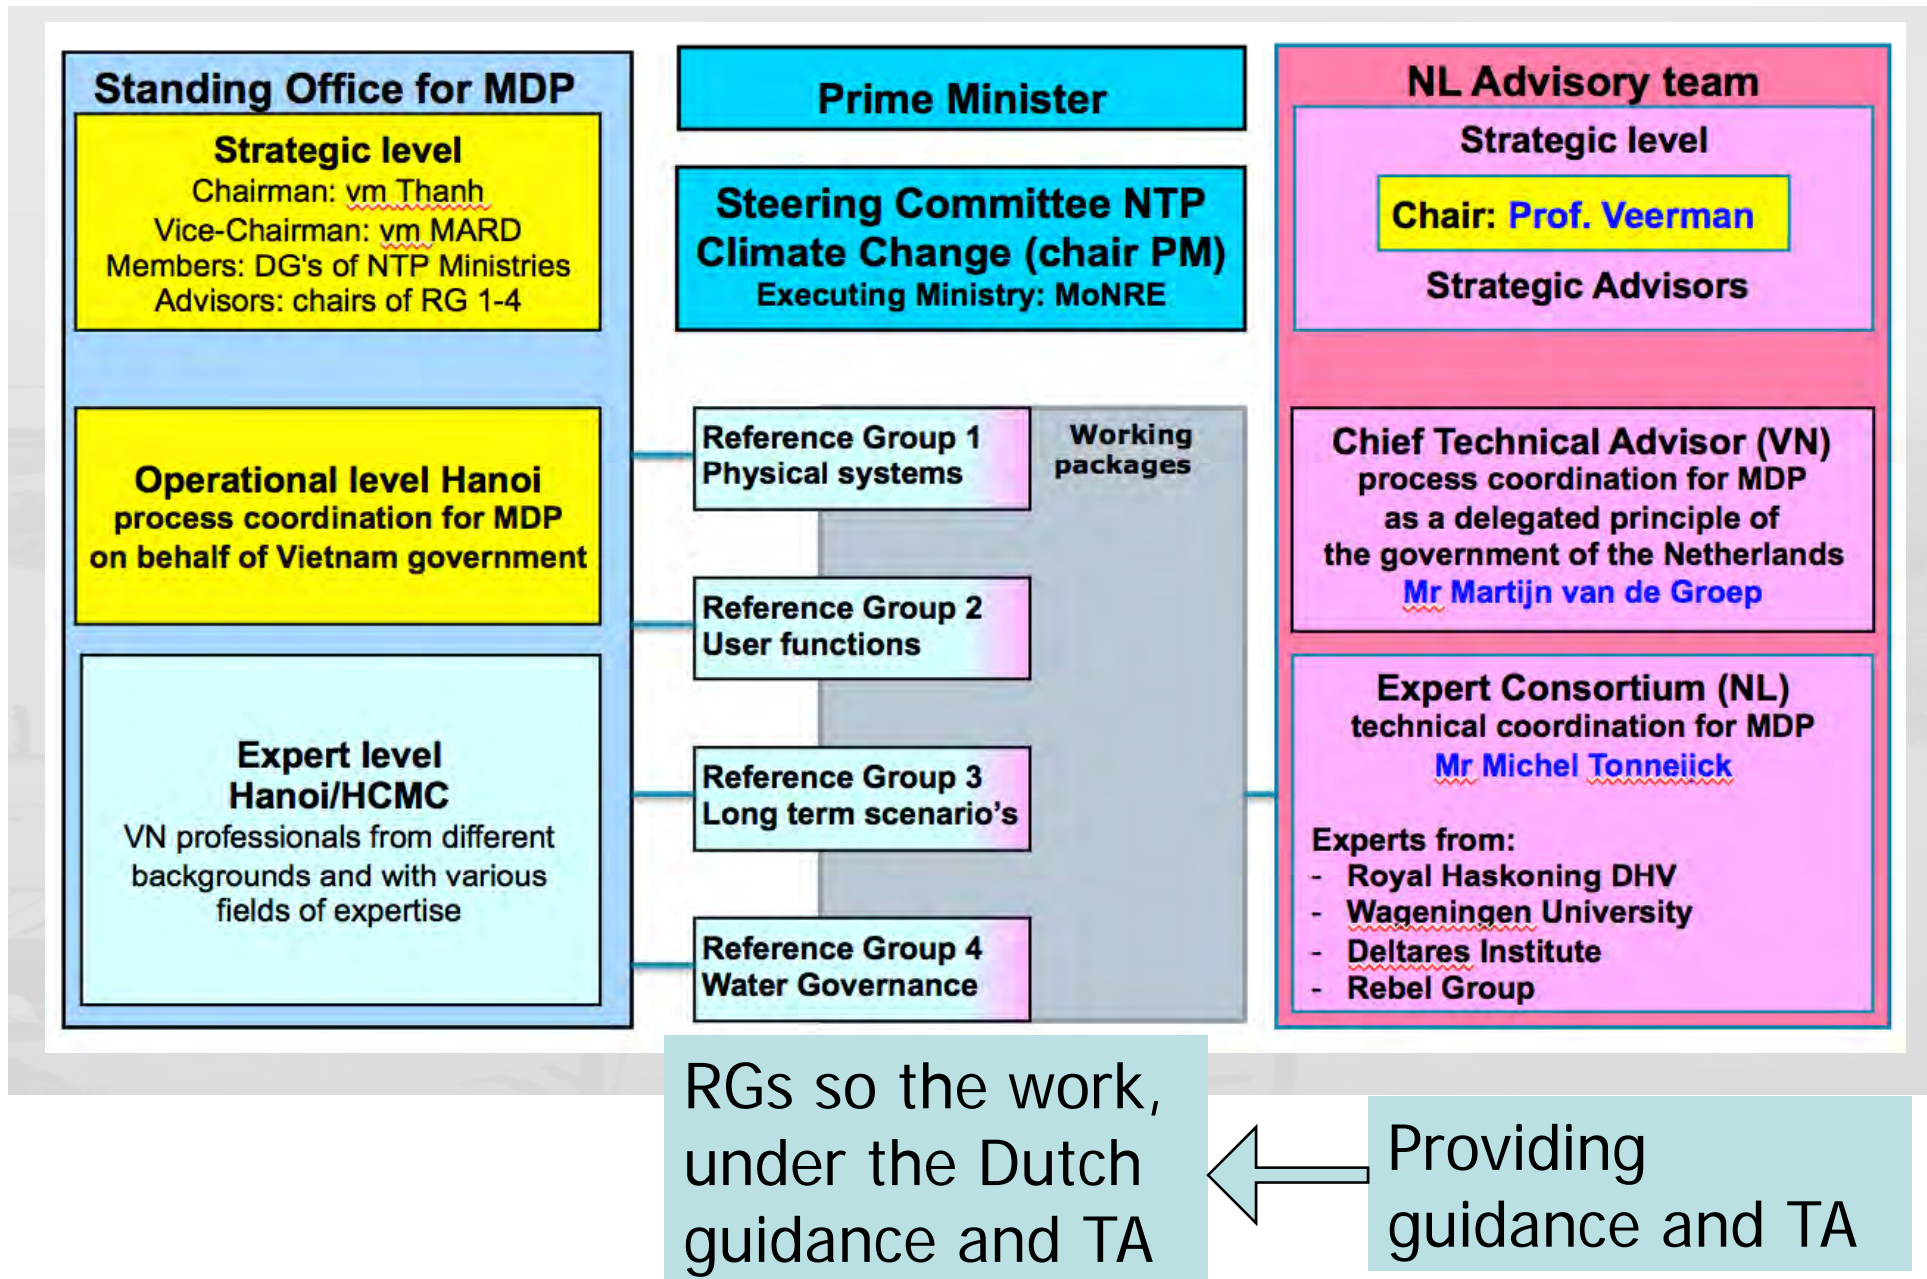 Standing Office for MDP
Strategic level
Chairman: vm Thanh
Vice-Chairman: vm MARD
Members: DG's of NTP Ministries
Advisors: chairs of RG 1-4
Operational level Hanoi
process coordination for MDP
on behalf of Vietnam government
Expert level
Hanoi/HCMC
VN professionals from different
backgrounds and with various
fields of expertise
Prime Minister
Steering Committee NTP
Climate Change (chair PM)
Executing Ministry: MoNRE
Reference Group 1
Physical systems
Working
packages
Reference Group 2
User functions
Reference Group 3
Long term scenario's
Reference Group 4
Water Governance
NL Advisory team
Strategic level
Chair: Prof. Veerman
Strategic Advisors
Chief Technical Advisor (VN)
process coordination for MDP
as a delegated principle of
the government of the Netherlands
Mr Martijn van de Groep
Expert Consortium (NL)
technical coordination for MDP
Mr Michel Tonneijck
Experts from:
- Royal Haskoning DHV
- Wageningen University
- Deltares Institute
- Rebel Group
RGs so the work,
under the Dutch
guidance and TA
Providing
guidance and TA